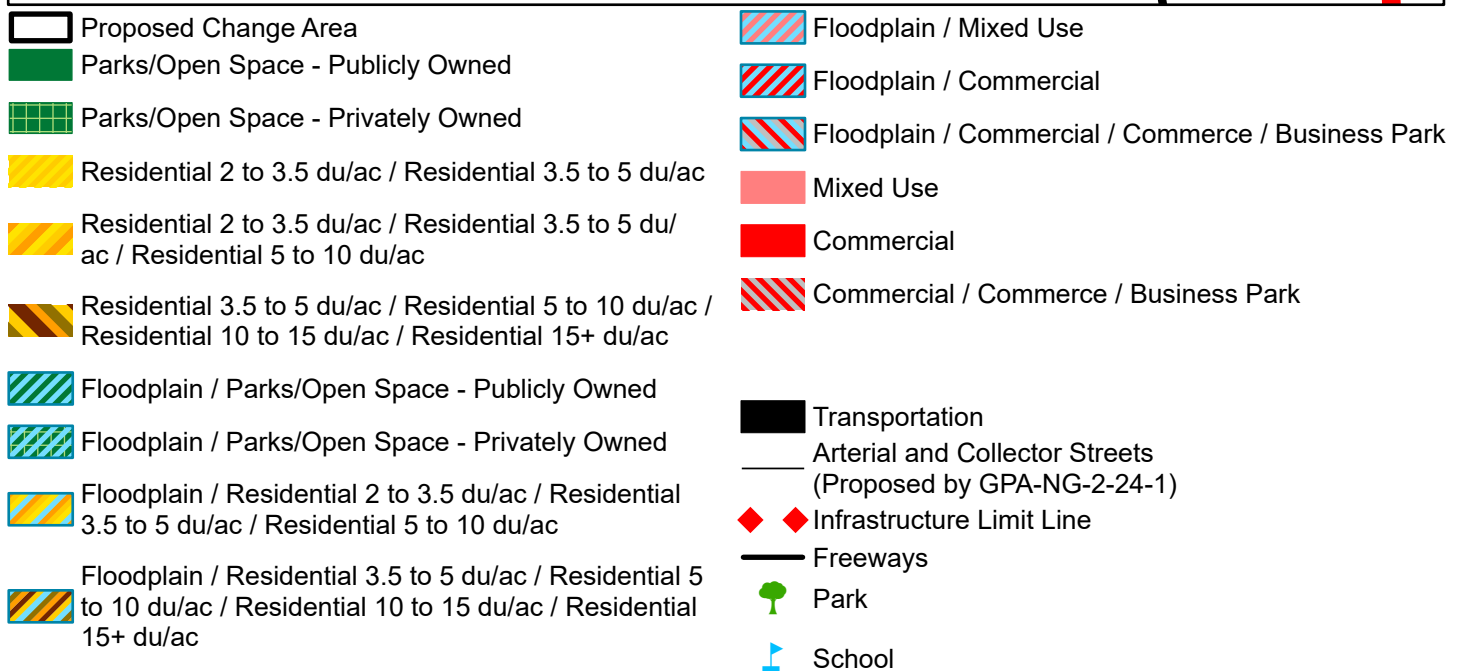 Proposed Change Area
Parks/Open Space - Publicly Owned
Parks/Open Space - Privately Owned
Residential 2 to 3.5 du/ac / Residential 3.5 to 5 du/ac
Residential 2 to 3.5 du/ac / Residential 3.5 to 5 du/
ac / Residential 5 to 10 du/ac
Residential 3.5 to 5 du/ac / Residential 5 to 10 du/ac /
Residential 10 to 15 du/ac / Residential 15+ du/ac
Floodplain / Parks/Open Space - Publicly Owned
Floodplain / Parks/Open Space - Privately Owned
Floodplain / Residential 2 to 3.5 du/ac / Residential
3.5 to 5 du/ac / Residential 5 to 10 du/ac
Floodplain / Residential 3.5 to 5 du/ac / Residential 5
to 10 du/ac / Residential 10 to 15 du/ac / Residential
15+ du/ac
Floodplain / Mixed Use
Floodplain / Commercial
Floodplain / Commercial / Commerce / Business Park
Mixed Use
Commercial
Commercial / Commerce / Business Park
Transportation
Arterial and Collector Streets
(Proposed by GPA-NG-2-24-1)
Infrastructure Limit Line
Freeways
Park
School